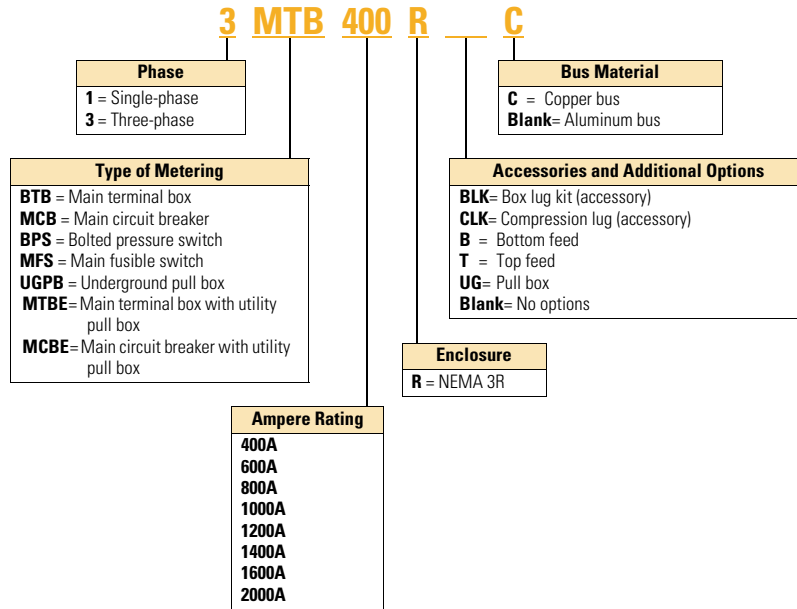 3 MTB 400 R __ C
Phase
1 = Single-phase
3 = Three-phase
Bus Material
C = Copper bus
Blank= Aluminum bus
Type of Metering
BTB = Main terminal box
MCB = Main circuit breaker
BPS = Bolted pressure switch
MFS = Main fusible switch
UGPB = Underground pull box
MTBE= Main terminal box with utility
pull box
MCBE= Main circuit breaker with utility
pull box
Accessories and Additional Options
BLK= Box lug kit (accessory)
CLK= Compression lug (accessory)
B = Bottom feed
T = Top feed
UG= Pull box
Blank= No options
Enclosure
R = NEMA 3R
Ampere Rating
400A
600A
800A
1000A
1200A
1400A
1600A
2000A